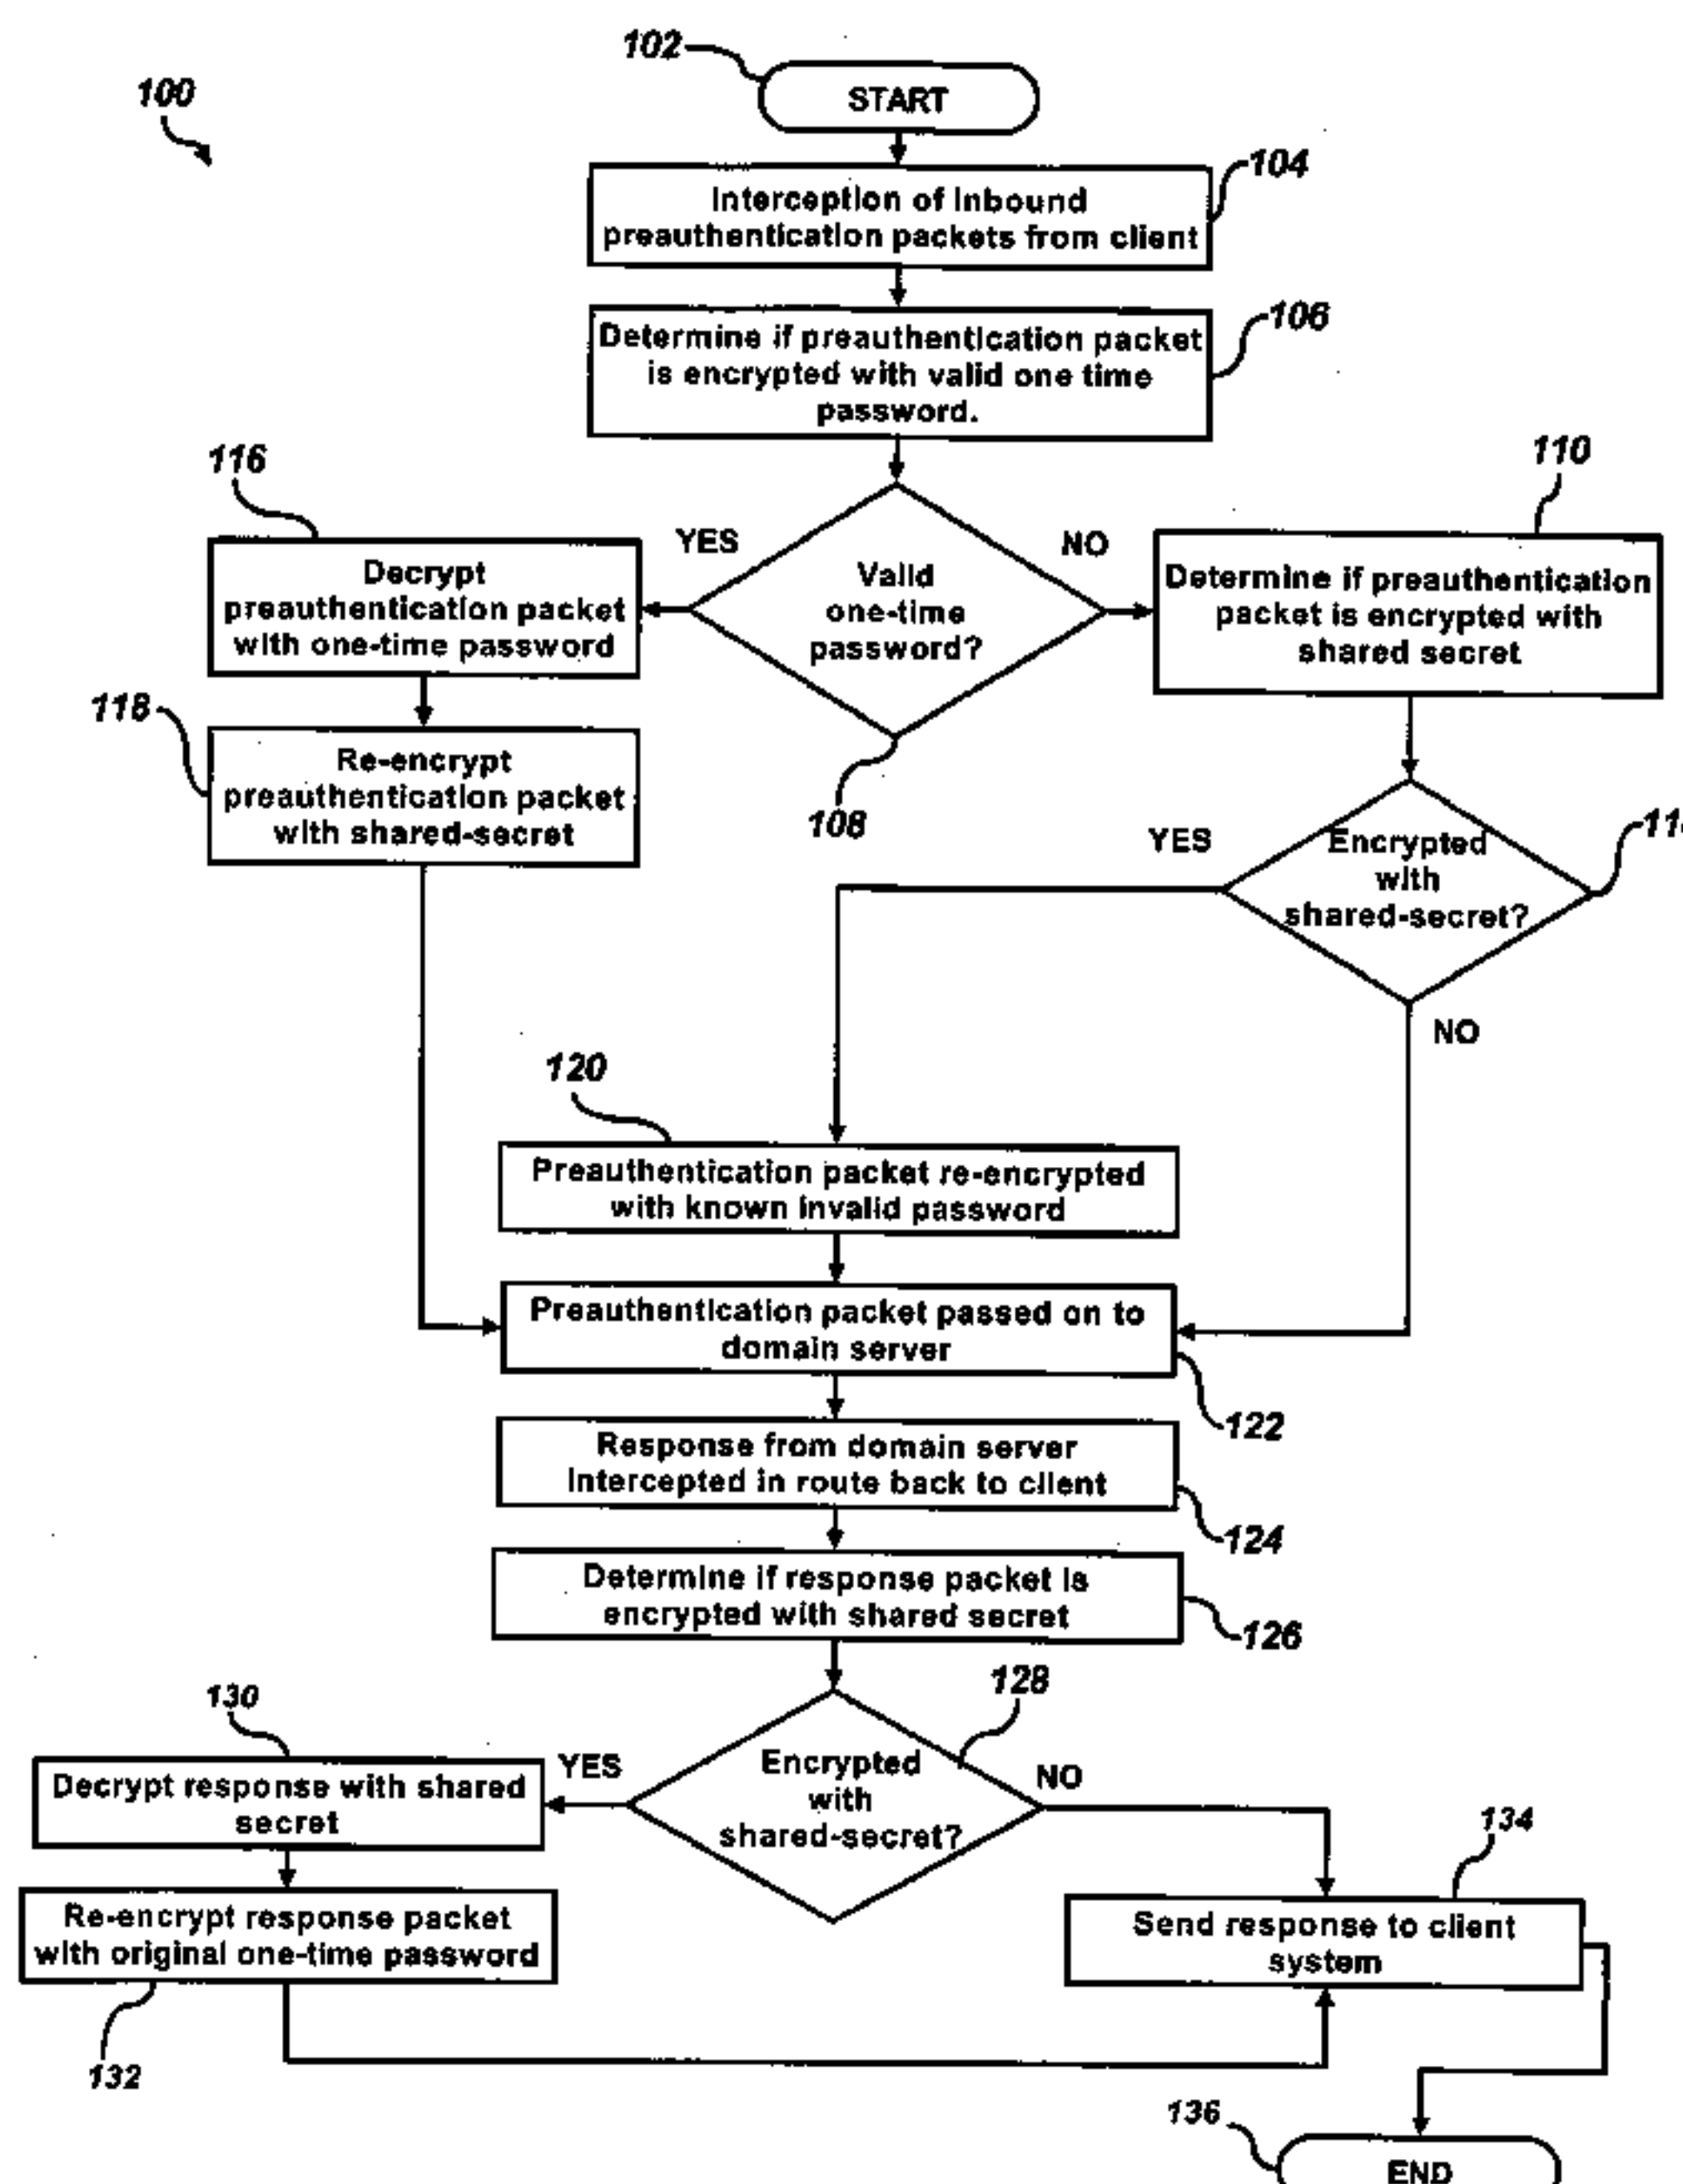 102
START
100
104
Interception of inbound
preauthentication packets from client
106
Determine if preauthentication packet
is encrypted with valid one time
password.
116
110
YES
NO
Decrypt
preauthentication packet
with one-time password
Valid
one-time
password?
Determine if preauthentication
packet is encrypted with
shared secret
118
Re-encrypt
preauthentication packet
with shared-secret
108
YES
Encrypted
with
shared-secret?
NO
120
Preauthentication packet re-encrypted
with known invalid password
Preauthentication packet passed on to
domain server
122
Response from domain server
intercepted in route back to client
124
Determine if response packet is
encrypted with shared secret
126
128
130
YES
Encrypted
with
shared-secret?
NO
Decrypt response with shared
secret
134
Re-encrypt response packet
with original one-time password
Send response to client
system
132
136
END